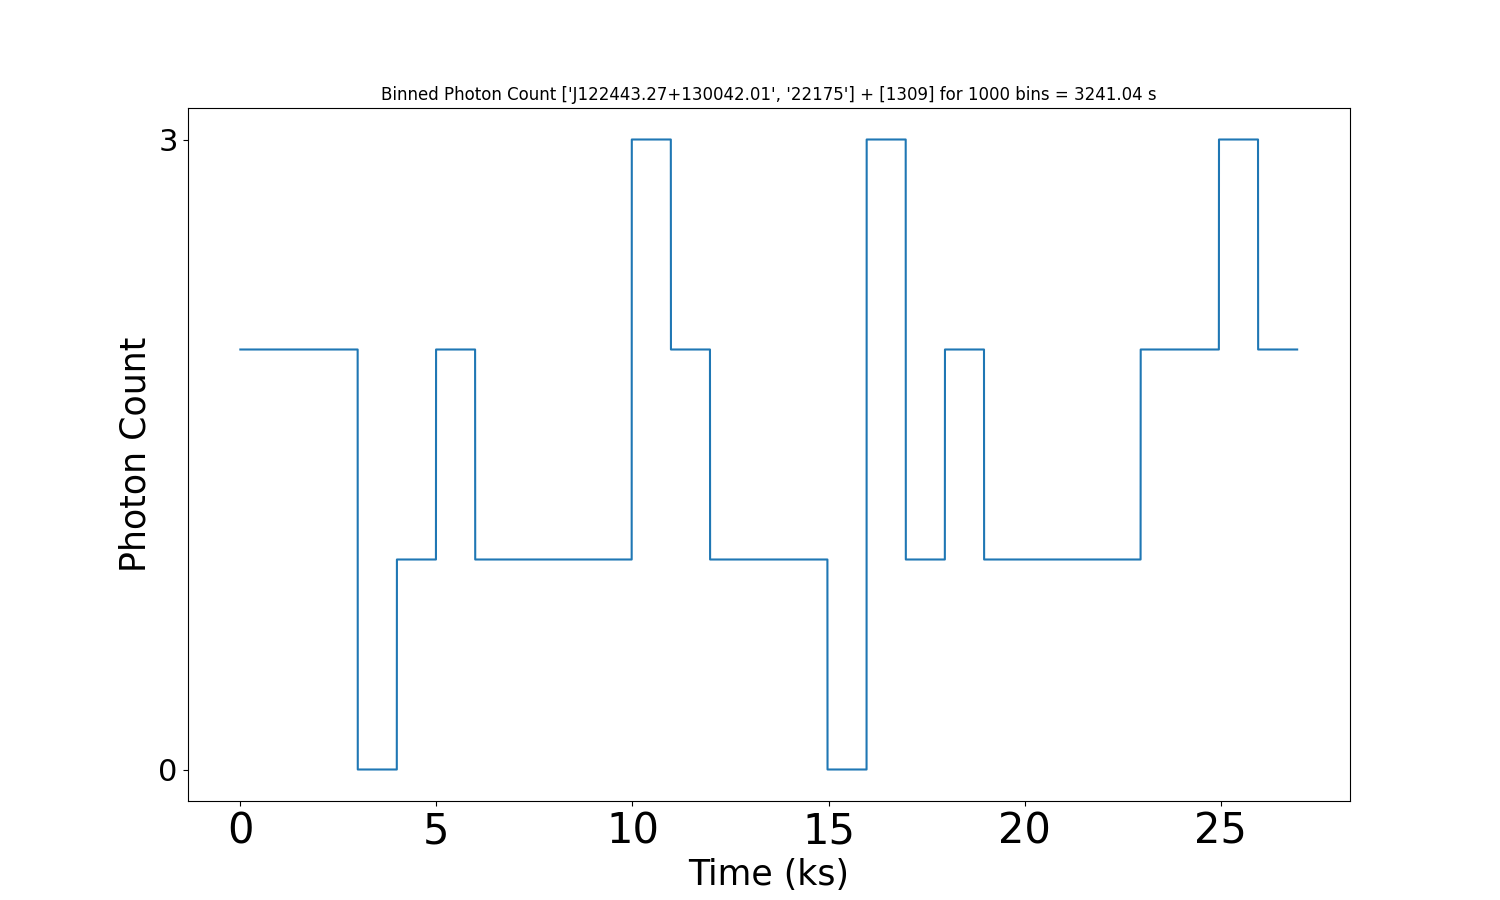 Binned Photon Count ['J122443.27+130042.01', '22175'] + [1309] for 1000 bins = 3241.04 s
3
Photon Count
0
0 5 10 15 20 25
Time (ks)